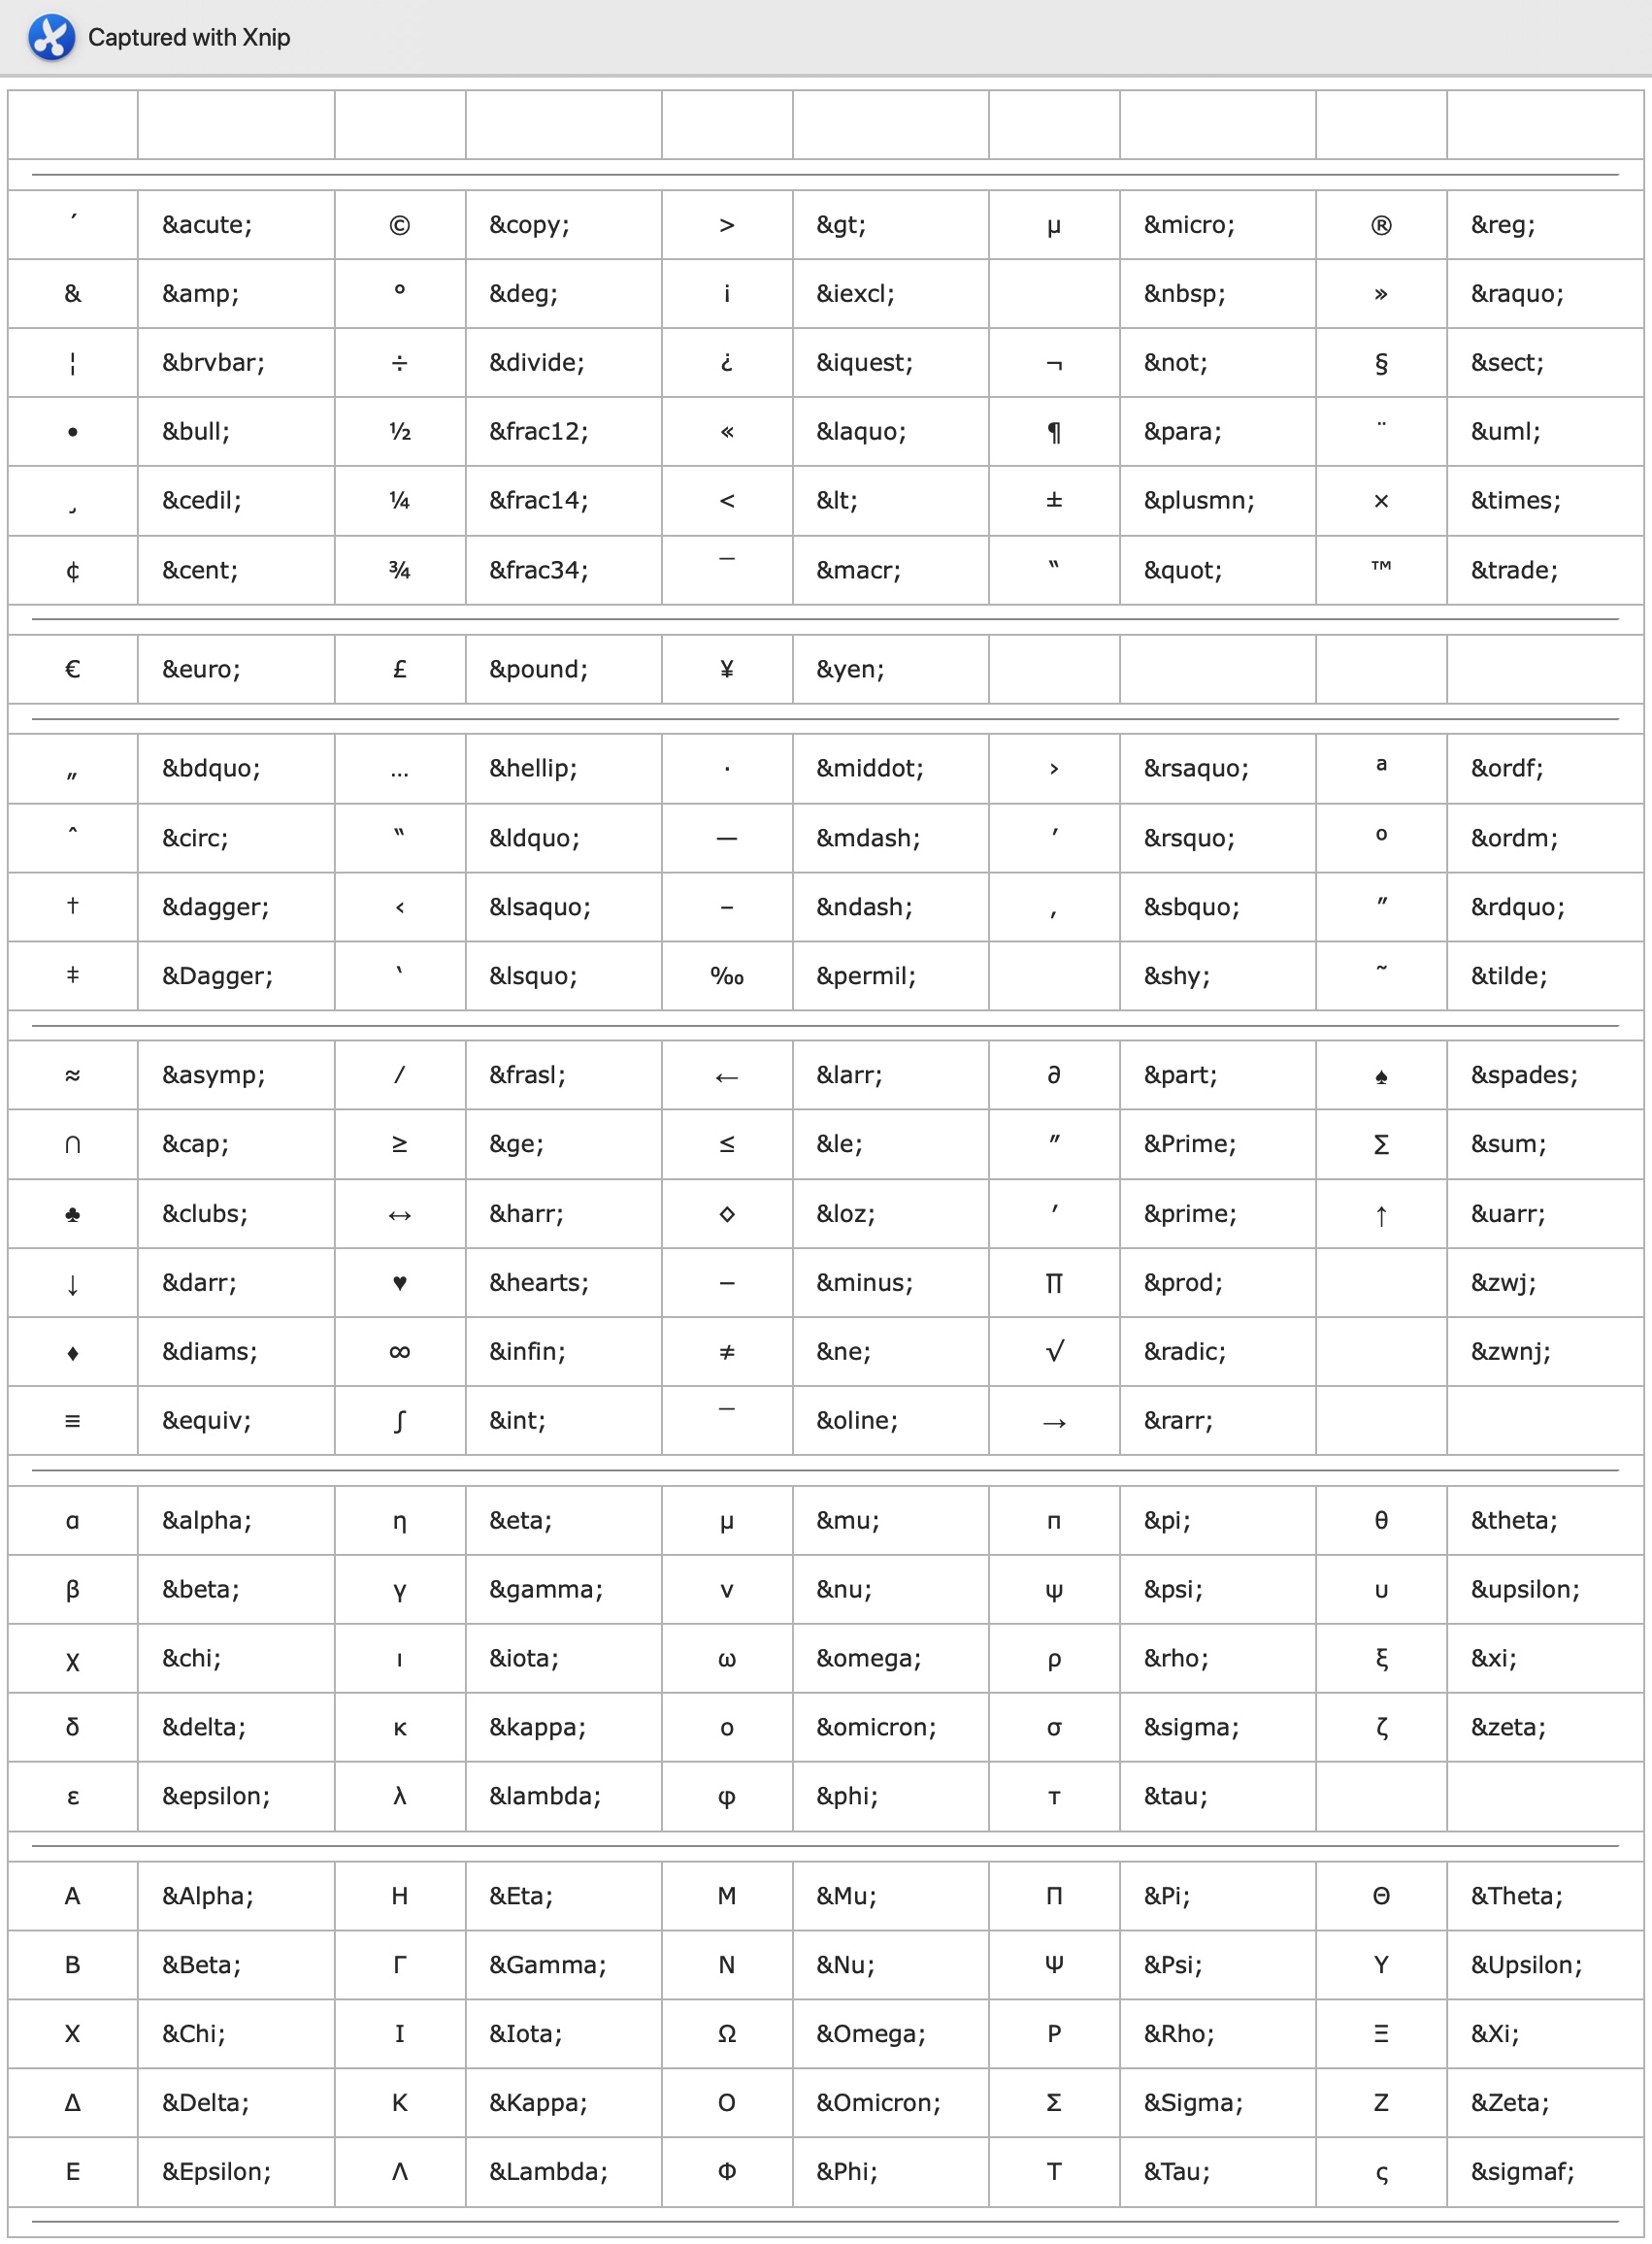 Captured with Xnip
´ &acute; © &copy; > &gt; µ &micro; ® &reg;
& &amp; ° &deg; ¡ &iexcl; &nbsp; » &raquo;
¦ &brvbar; ÷ &divide; ¿ &iquest; ¬ &not; § &sect;
• &bull; ½ &frac12; « &laquo; ¶ &para; ¨ &uml;
¸ &cedil; ¼ &frac14; < &lt; ± &plusmn; × &times;
¢ &cent; ¾ &frac34; ¯ &macr; “ &quot; ™ &trade;
€ &euro; £ &pound; ¥ &yen;
„ &bdquo; … &hellip; · &middot; › &rsaquo; ª &ordf;
ˆ &circ; “ &ldquo; — &mdash; ’ &rsquo; º &ordm;
† &dagger; ‹ &lsaquo; – &ndash; ‚ &sbquo; ” &rdquo;
‡ &Dagger; ‘ &lsquo; ‰ &permil; &shy; ˜ &tilde;
≈ &asymp; ⁄ &frasl; ← &larr; ∂ &part; ♠ &spades;
∩ &cap; ≥ &ge; ≤ &le; ″ &Prime; ∑ &sum;
♣ &clubs; ↔ &harr; ◊ &loz; ′ &prime; ↑ &uarr;
↓ &darr; ♥ &hearts; − &minus; ∏ &prod; &zwj;
♦ &diams; ∞ &infin; ≠ &ne; √ &radic; &zwnj;
≡ &equiv; ∫ &int; ‾ &oline; → &rarr;
α &alpha; η &eta; μ &mu; π &pi; θ &theta;
β &beta; γ &gamma; ν &nu; ψ &psi; υ &upsilon;
χ &chi; ι &iota; ω &omega; ρ &rho; ξ &xi;
δ &delta; κ &kappa; ο &omicron; σ &sigma; ζ &zeta;
ε &epsilon; λ &lambda; φ &phi; τ &tau;
Α &Alpha; Η &Eta; Μ &Mu; Π &Pi; Θ &Theta;
Β &Beta; Γ &Gamma; Ν &Nu; Ψ &Psi; Υ &Upsilon;
Χ &Chi; Ι &Iota; Ω &Omega; Ρ &Rho; Ξ &Xi;
Δ &Delta; Κ &Kappa; Ο &Omicron; Σ &Sigma; Ζ &Zeta;
Ε &Epsilon; Λ &Lambda; Φ &Phi; Τ &Tau; ς &sigmaf;